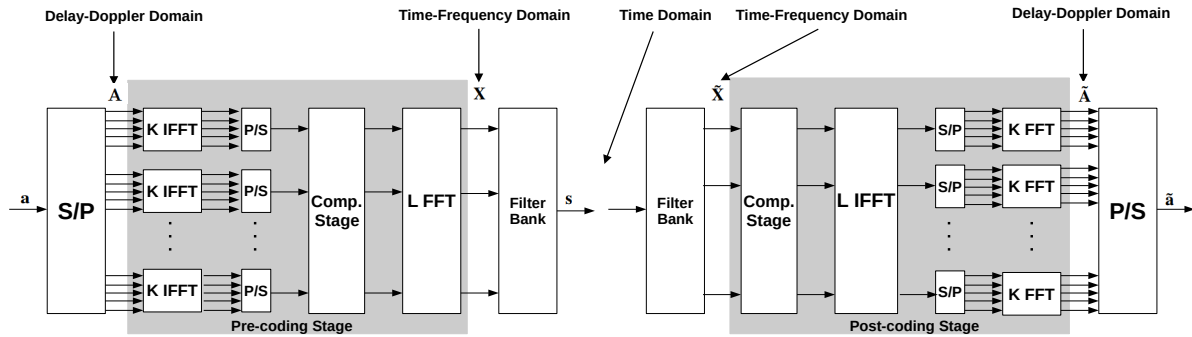 Delay-Doppler Domain
Time-Frequency Domain
Time Domain
Time-Frequency Domain
Delay-Doppler Domain
A
X
X̃
Ã
a
S/P
K IFFT
P/S
K IFFT
P/S
K IFFT
P/S
Comp.
Stage
L FFT
Filter
Bank
s
Pre-coding Stage
Filter
Bank
Comp.
Stage
L IFFT
S/P
K FFT
S/P
K FFT
S/P
K FFT
P/S
ã
Post-coding Stage